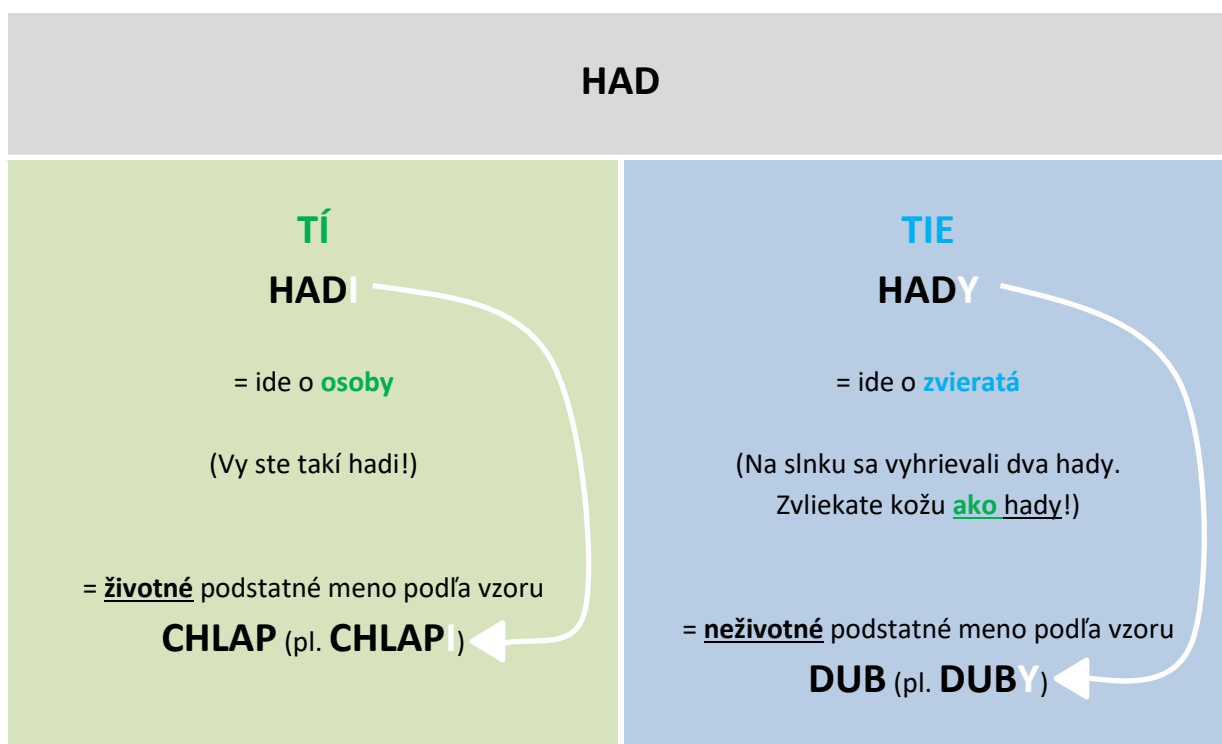 HAD
TÍ
HADI
= ide o osoby
(Vy ste takí hadi!)
= životné podstatné meno podľa vzoru
CHLAP (pl. CHLAPI)
TIE
HADY
= ide o zvieratá
(Na slnku sa vyhrievali dva hady.
Zvliekate kožu ako hady!)
= neživotné podstatné meno podľa vzoru
DUB (pl. DUBY)